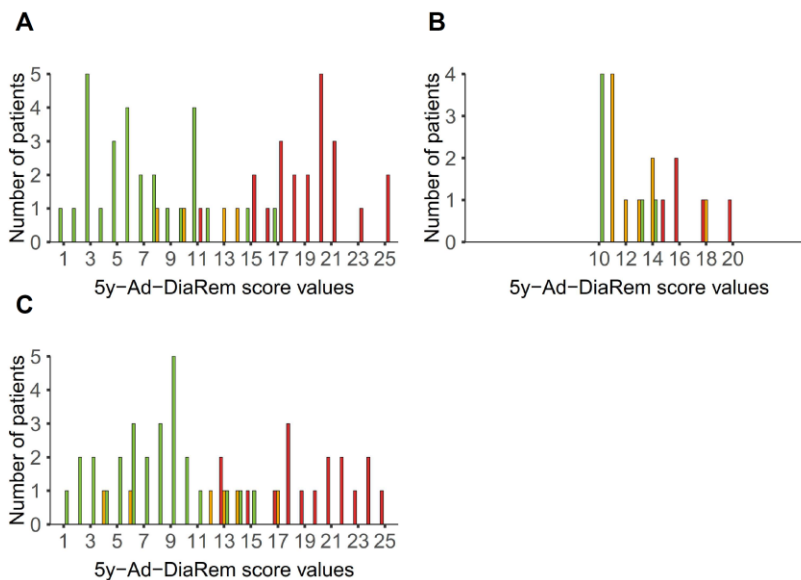 A
B
Number of patients
5
4
3
2
1
0
1 3 5 7 9 11 13 15 17 19 21 23 25
5y−Ad−DiaRem score values
Number of patients
4
3
2
1
0
10 12 14 16 18 20
5y−Ad−DiaRem score values
C
Number of patients
5
4
3
2
1
0
1 3 5 7 9 11 13 15 17 19 21 23 25
5y−Ad−DiaRem score values